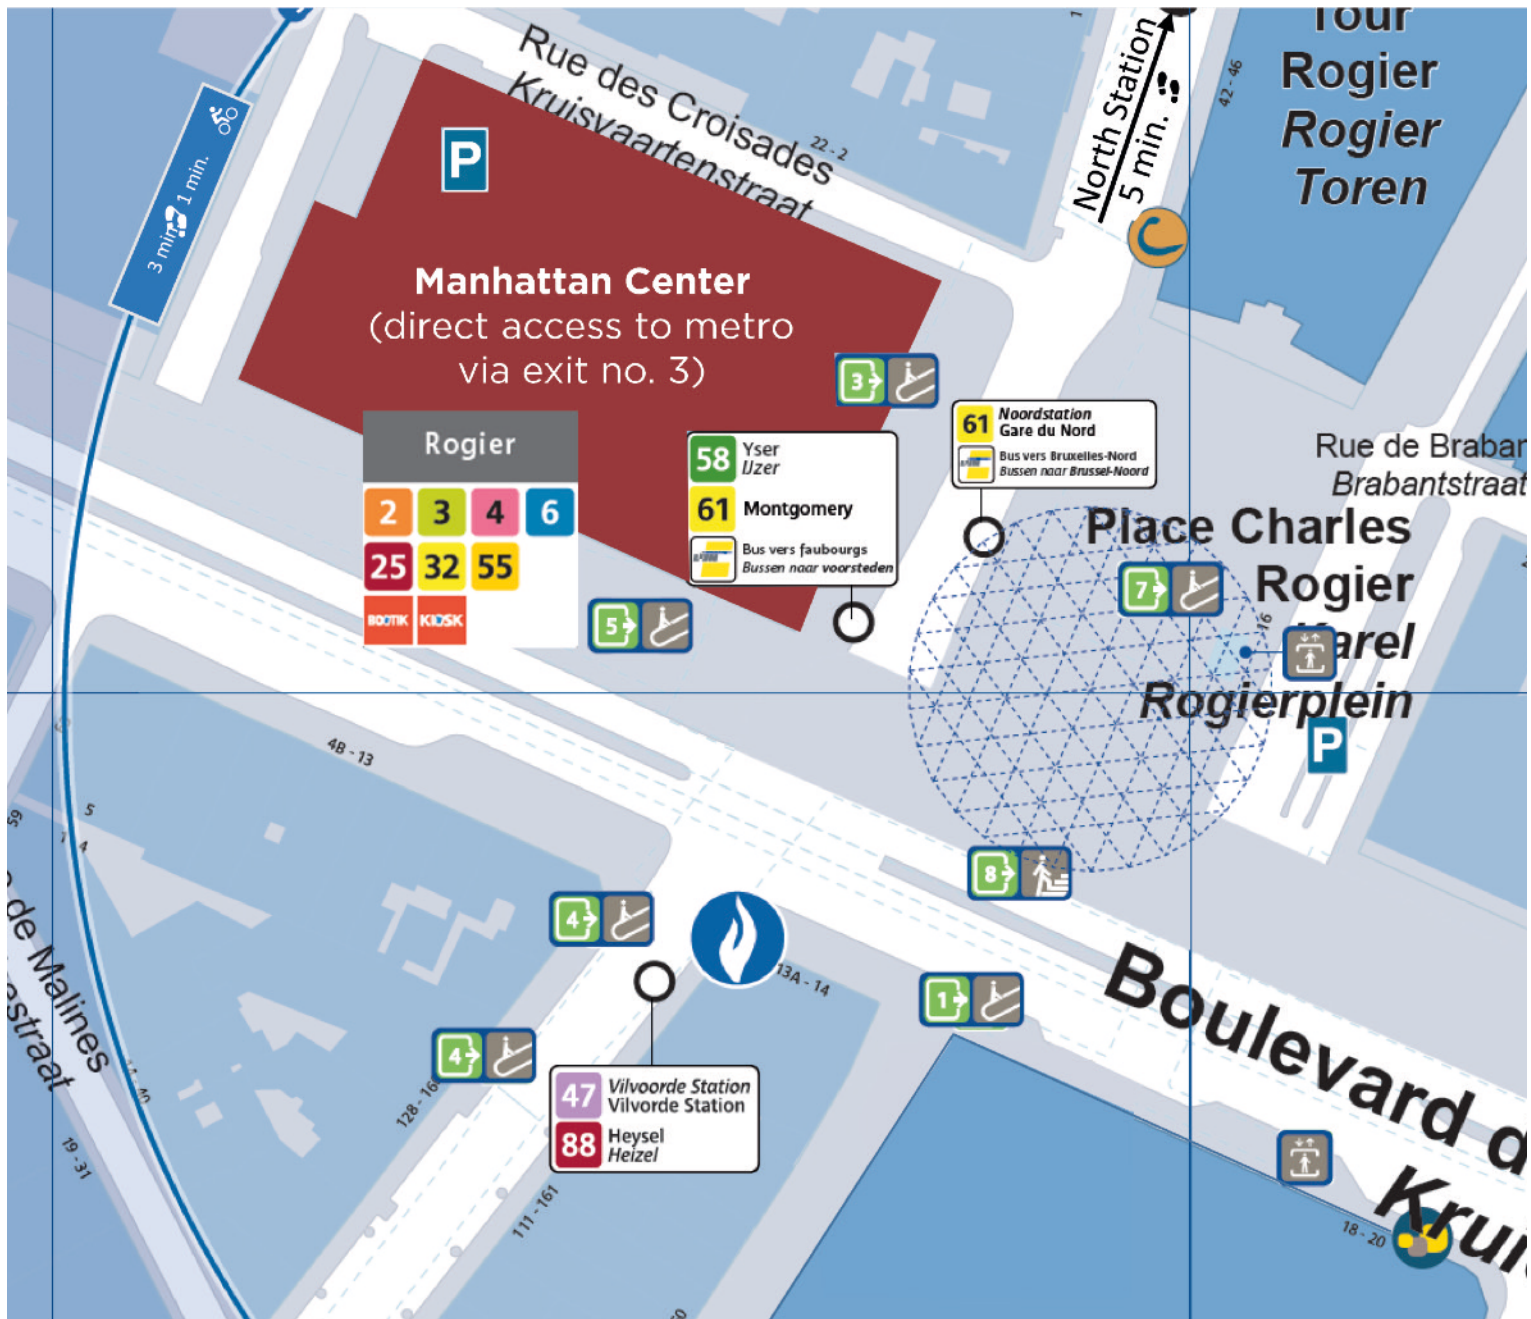 Rue des Croisades
Kruisvaartenstraat
22 - 2
1
North Station
5 min.
42 - 46
Tour
Rogier
Rogier
Toren
P
3 min.
1 min.
Manhattan Center
(direct access to metro
via exit no. 3)
3
Rogier
2 3 4 6
25 32 55
BOOTIK KIOSK
58 Yser
IJzer
61 Montgomery
Bus vers faubourgs
Bussen naar voorsteden
61 Noordstation
Gare du Nord
Bus vers Bruxelles-Nord
Bussen naar Brussel-Noord
Rue de Braban
Brabantstraat
Place Charles
Rogier
Karel
Rogierplein
7
16
P
5
4B - 13
5
4
59
8
4
13A - 14
1
Boulevard d
Krui
18 - 20
de Malines
straat
19 - 31
4
47 Vilvoorde Station
Vilvorde Station
88 Heysel
Heizel
111 - 161